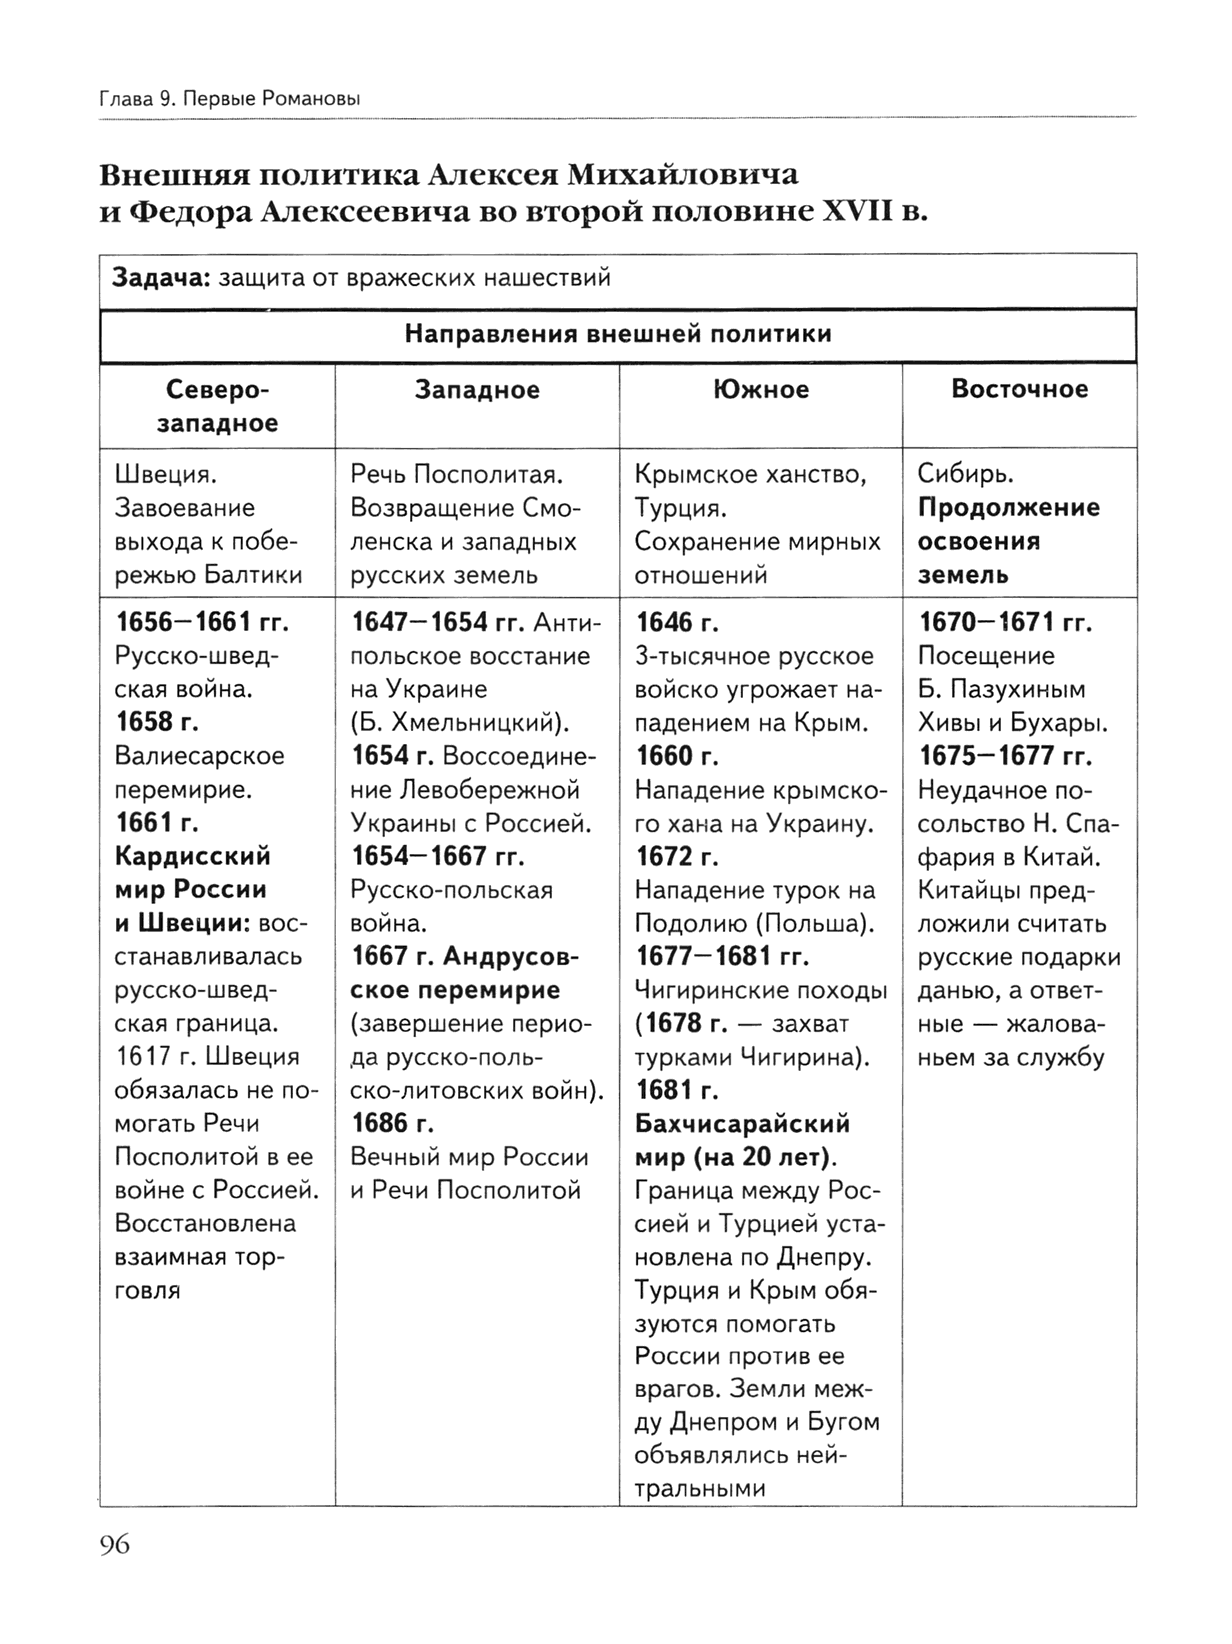 Глава 9. Первые Романовы
Внешняя политика Алексея Михайловича
и Федора Алексеевича во второй половине XVII в.
Задача: защита от вражеских нашествий
Направления внешней политики
Северо-
западное
Западное
Южное
Восточное
Швеция.
Завоевание
выхода к побе-
режью Балтики
Речь Посполитая.
Возвращение Смо-
ленска и западных
русских земель
Крымское ханство,
Турция.
Сохранение мирных
отношений
Сибирь.
Продолжение
освоения
земель
1656—1661 гг.
Русско-швед-
ская война.
1658 г.
Валиесарское
перемирие.
1661 г.
Кардисский
мир России
и Швеции: вос-
станавливалась
русско-швед-
ская граница.
1617 г. Швеция
обязалась не по-
могать Речи
Посполитой в ее
войне с Россией.
Восстановлена
взаимная тор-
говля
1647—1654 гг. Анти-
польское восстание
на Украине
(Б. Хмельницкий).
1654 г. Воссоедине-
ние Левобережной
Украины с Россией.
1654—1667 гг.
Русско-польская
война.
1667 г. Андрусов-
ское перемирие
(завершение перио-
да русско-поль-
ско-литовских войн).
1686 г.
Вечный мир России
и Речи Посполитой
1646 г.
3-тысячное русское
войско угрожает на-
падением на Крым.
1660 г.
Нападение крымско-
го хана на Украину.
1672 г.
Нападение турок на
Подолию (Польша).
1677—1681 гг.
Чигиринские походы
(1678 г. — захват
турками Чигирина).
1681 г.
Бахчисарайский
мир (на 20 лет).
Граница между Рос-
сией и Турцией уста-
новлена по Днепру.
Турция и Крым обя-
зуются помогать
России против ее
врагов. Земли меж-
ду Днепром и Бугом
объявлялись ней-
тральными
1670—1671 гг.
Посещение
Б. Пазухиным
Хивы и Бухары.
1675—1677 гг.
Неудачное по-
сольство Н. Спа-
фария в Китай.
Китайцы пред-
ложили считать
русские подарки
данью, а ответ-
ные — жалова-
ньем за службу
96